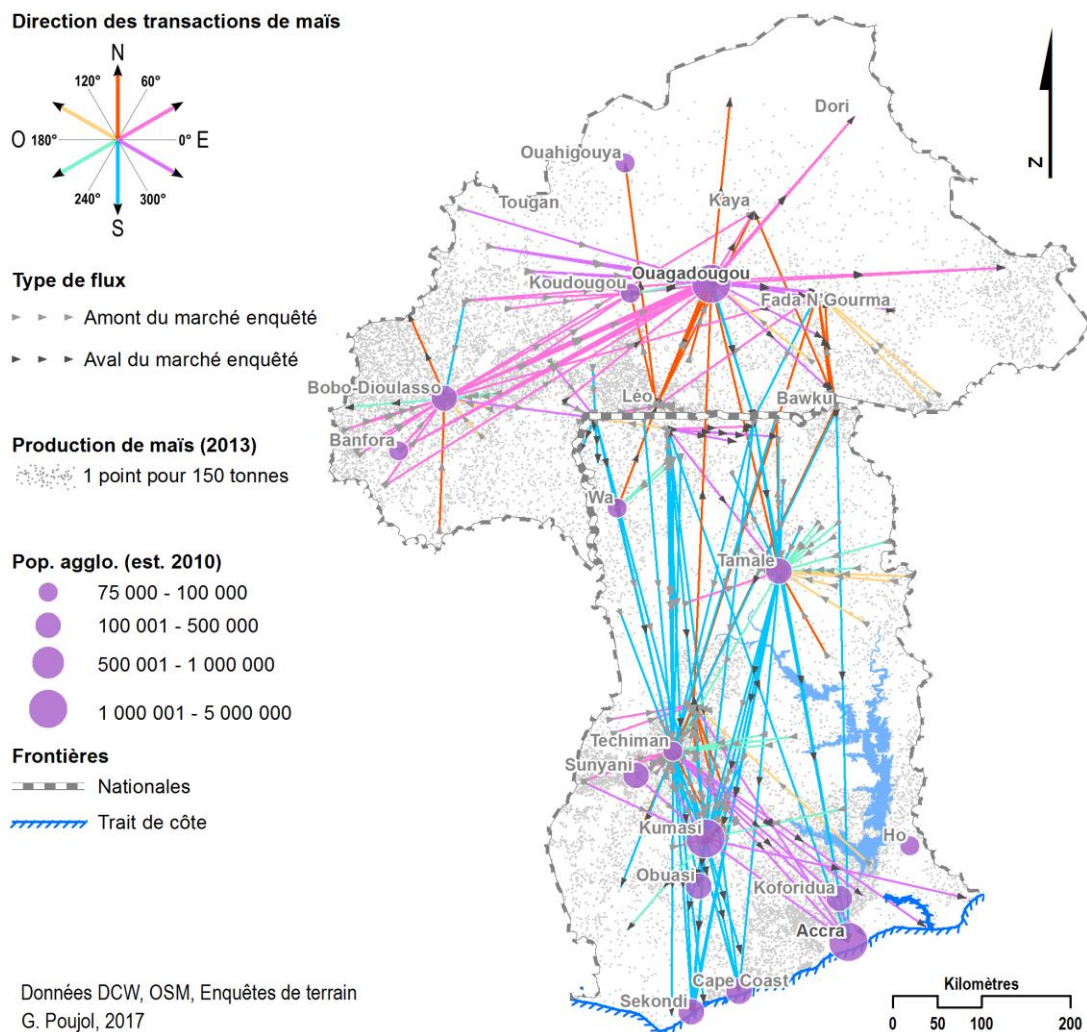 Direction des transactions de maïs
N
120°
60°
O
180°
0°
E
240°
300°
S
Type de flux
Amont du marché enquêté
Aval du marché enquêté
Production de maïs (2013)
1 point pour 150 tonnes
Pop. agglo. (est. 2010)
75 000 - 100 000
100 001 - 500 000
500 001 - 1 000 000
1 000 001 - 5 000 000
Frontières
Nationales
Trait de côte
Données DCW, OSM, Enquêtes de terrain
G. Poujol, 2017
N
Dori
Ouahigouya
Tougan
Kaya
Ouagadougou
Koudougou
Fada N'Gourma
Bobo-Dioulasso
Léo
Bawku
Banfora
Wa
Tamale
Techiman
Sunyani
Kumasi
Ho
Obuasi
Koforidua
Accra
Cape Coast
Sekondi
Kilomètres
0 50 100 200